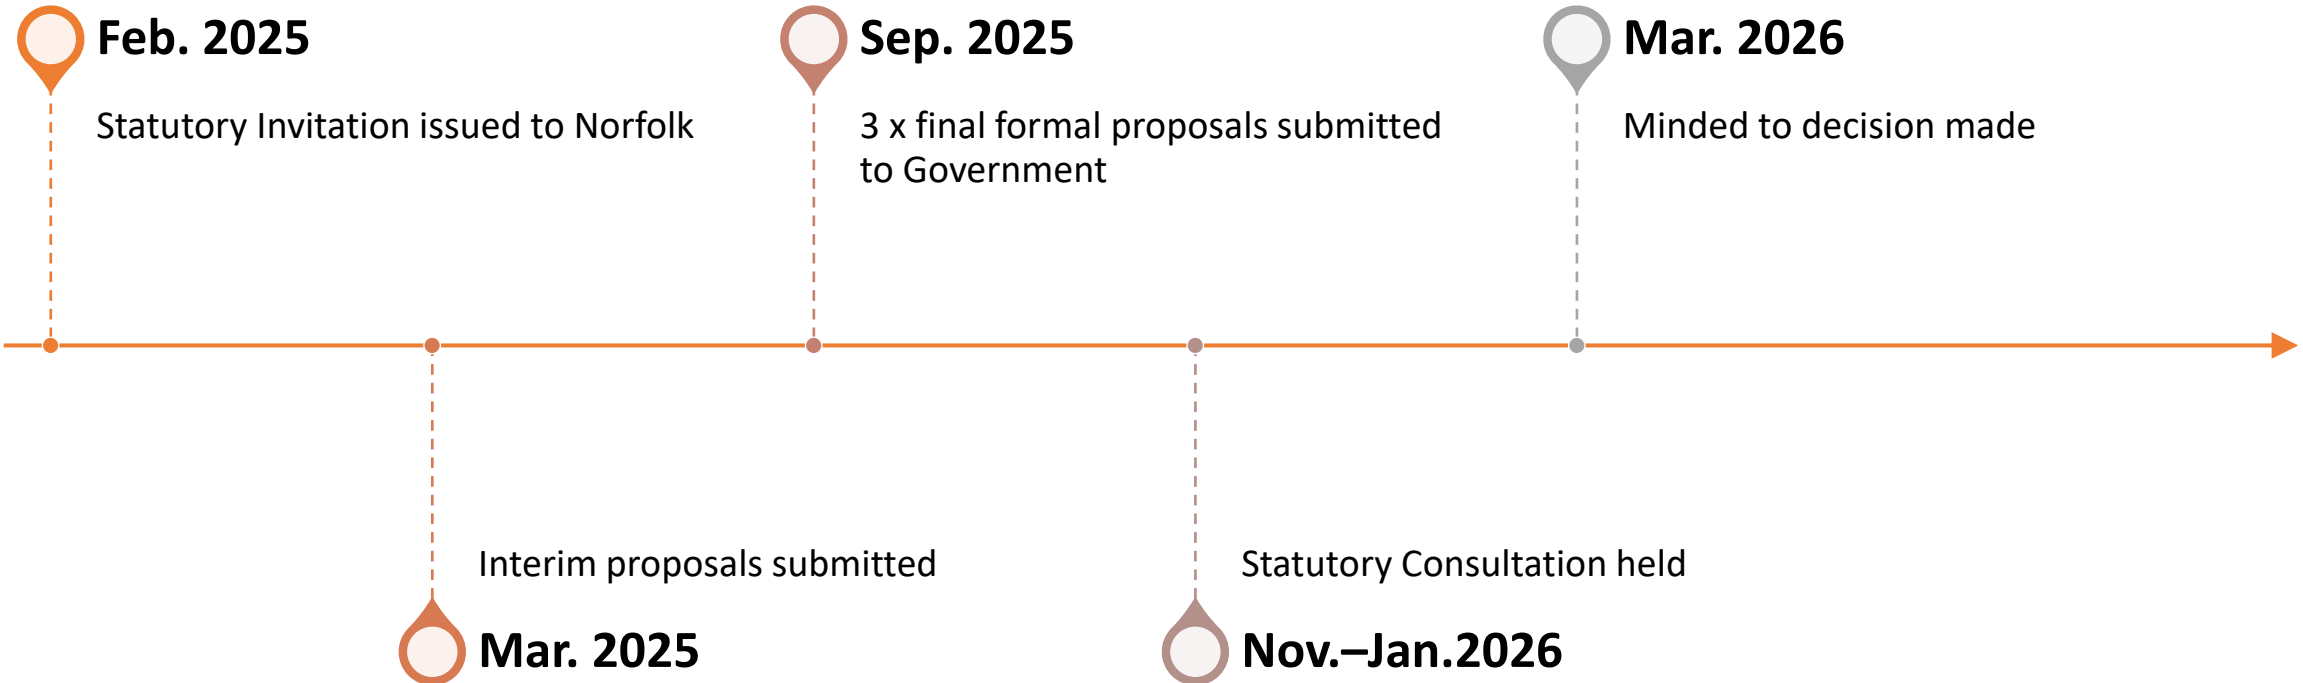 Feb. 2025
Statutory Invitation issued to Norfolk
Sep. 2025
3 x final formal proposals submitted
to Government
Mar. 2026
Minded to decision made
Interim proposals submitted
Mar. 2025
Statutory Consultation held
Nov.–Jan.2026